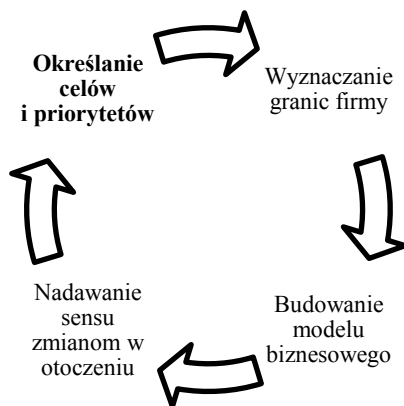 Określanie
celów
i priorytetów
Wyznaczanie
granic firmy
Budowanie
modelu
biznesowego
Nadawanie
sensu
zmianom w
otoczeniu